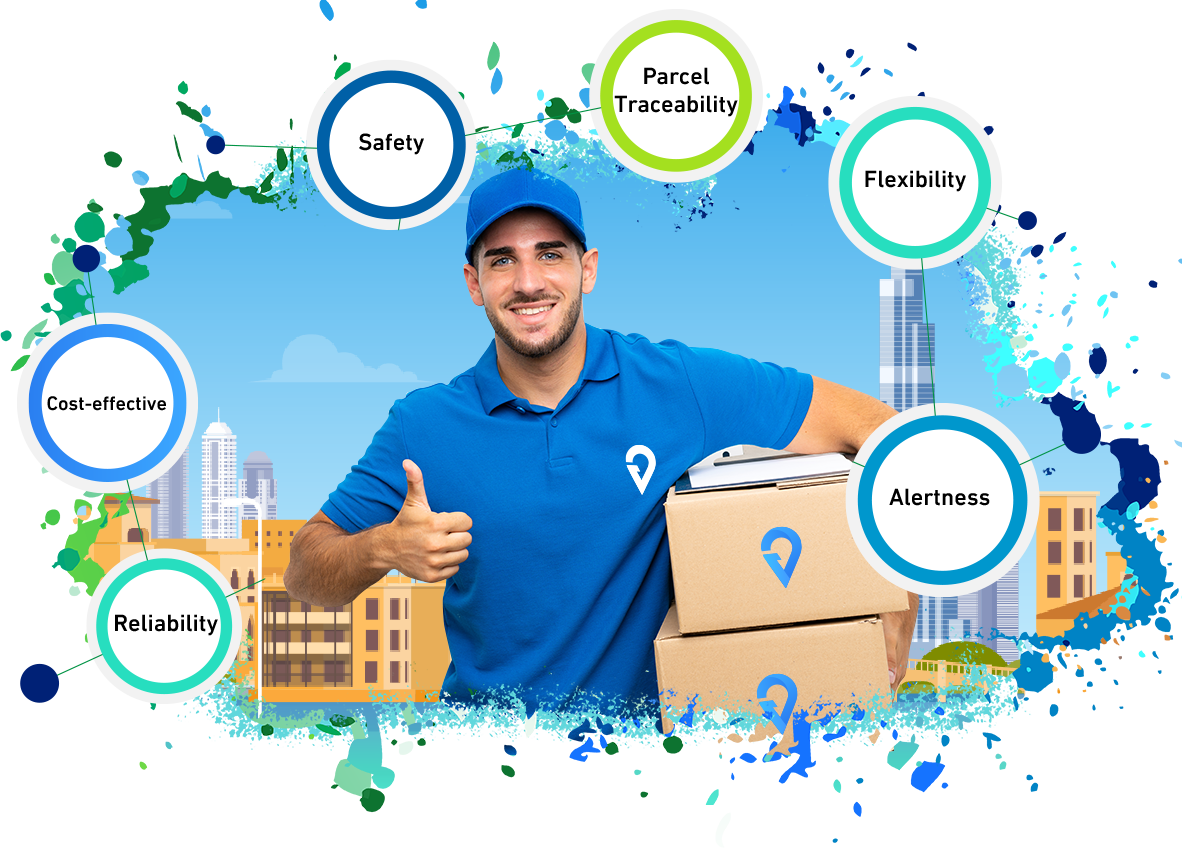 Parcel
Traceability
Safety
Flexibility
Cost-effective
Alertness
Reliability